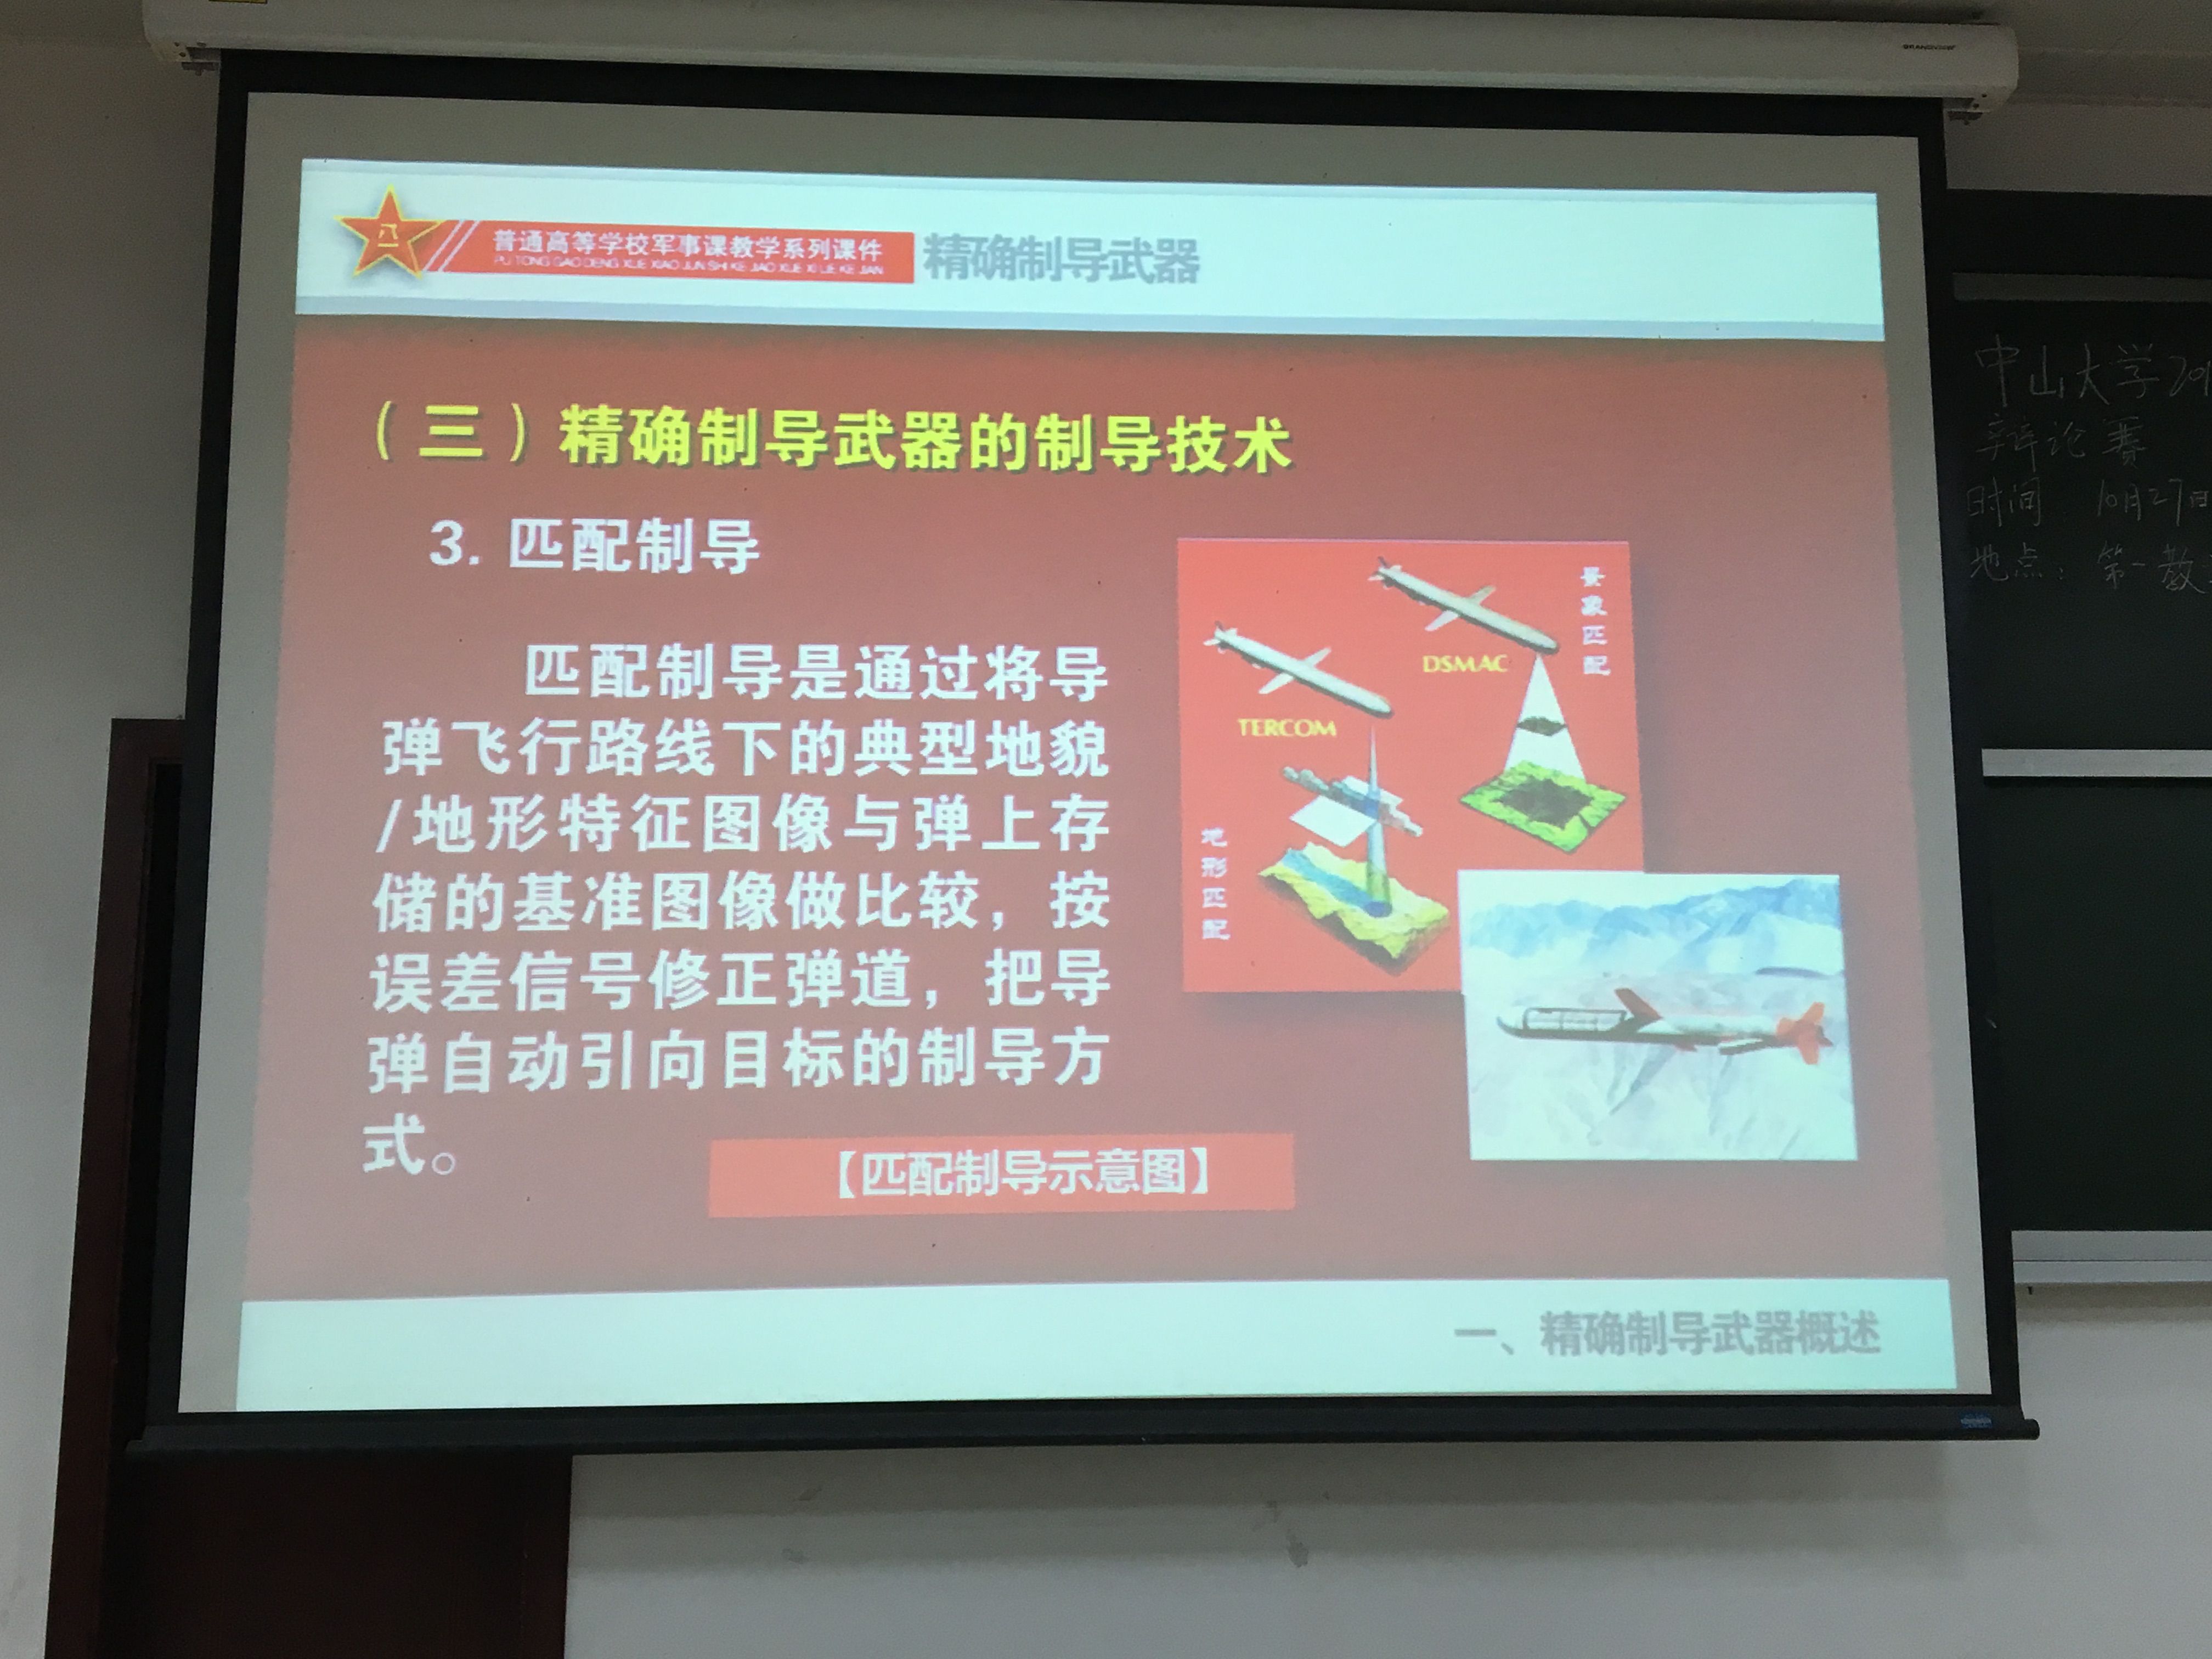 普通高等学校军事课教学系列课件
PU TONG GAO DENG XUE XIAO JUN SHI KE JIAO XUE XI LIE KE JIAN
精确制导武器
（三）精确制导武器的制导技术
3. 匹配制导
匹配制导是通过将导
弹飞行路线下的典型地貌
/地形特征图像与弹上存
储的基准图像做比较，按
误差信号修正弹道，把导
弹自动引向目标的制导方
式。
景象匹配
DSMAC
TERCOM
地形匹配
【匹配制导示意图】
一、精确制导武器概述
中山大学201
辩论赛
时间 10月27日
地点：第一教